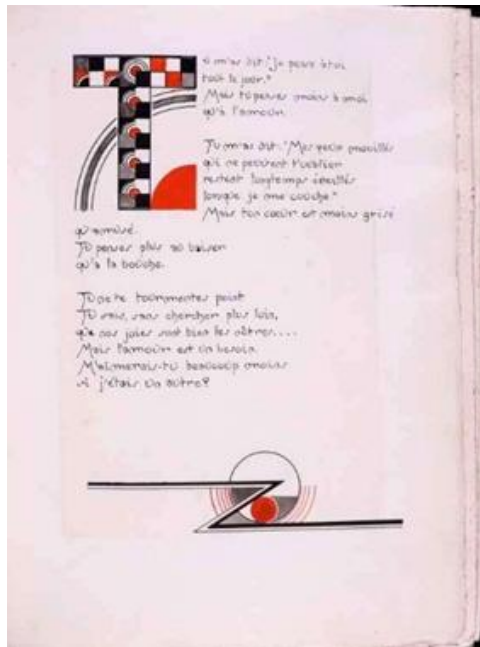 Tu m'as dit: "Je pense à toi
tout le jour."
Mais tu penses moins à moi
qu'à l'amour.
Tu m'as dit: "Mes yeux mouillés
qui ne peuvent t'oublier
restent longtemps éveillés
lorsque je me couche."
Mais ton cœur est moins grisé
qu'amusé.
Tu penses plus au baiser
qu'à la bouche.
Tu ne te tourmentes point
Tu sais, sans chercher plus loin,
que nos joies sont bien les nôtres....
Mais l'amour est un besoin.
M'aimerais-tu beaucoup moins
si j'étais un autre?